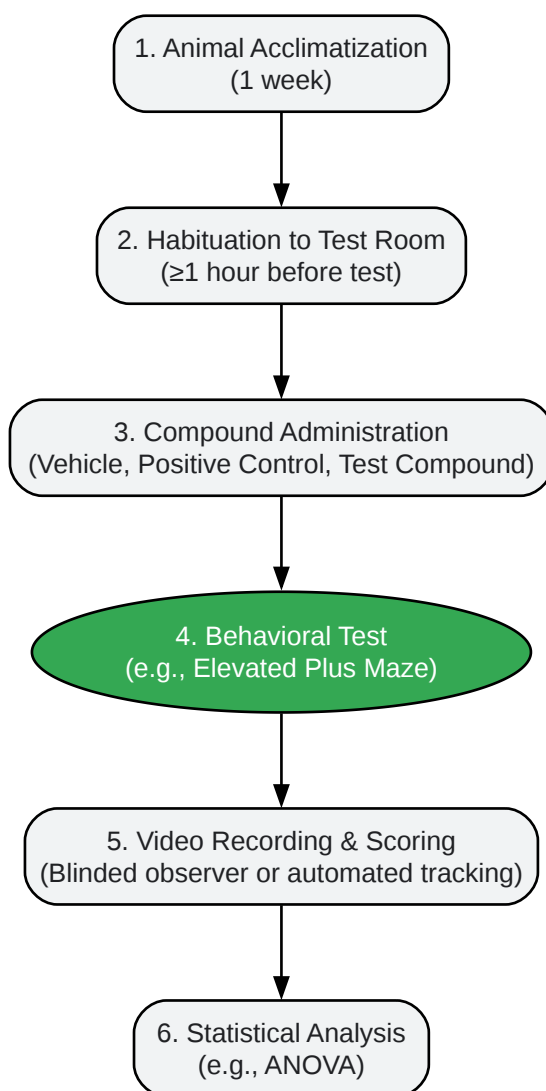 1. Animal Acclimatization
(1 week)
2. Habituation to Test Room
(≥1 hour before test)
3. Compound Administration
(Vehicle, Positive Control, Test Compound)
4. Behavioral Test
(e.g., Elevated Plus Maze)
5. Video Recording & Scoring
(Blinded observer or automated tracking)
6. Statistical Analysis
(e.g., ANOVA)